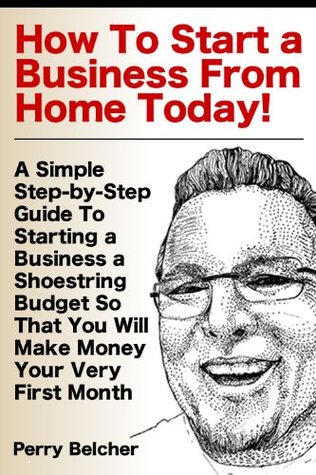 How To Start a
Business From
Home Today!
A Simple
Step-by-Step
Guide To
Starting a
Business a
Shoestring
Budget So
That You Will
Make Money
Your Very
First Month
Perry Belcher